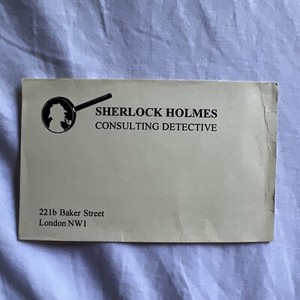 SHERLOCK HOLMES
CONSULTING DETECTIVE
221b Baker Street
London NW1